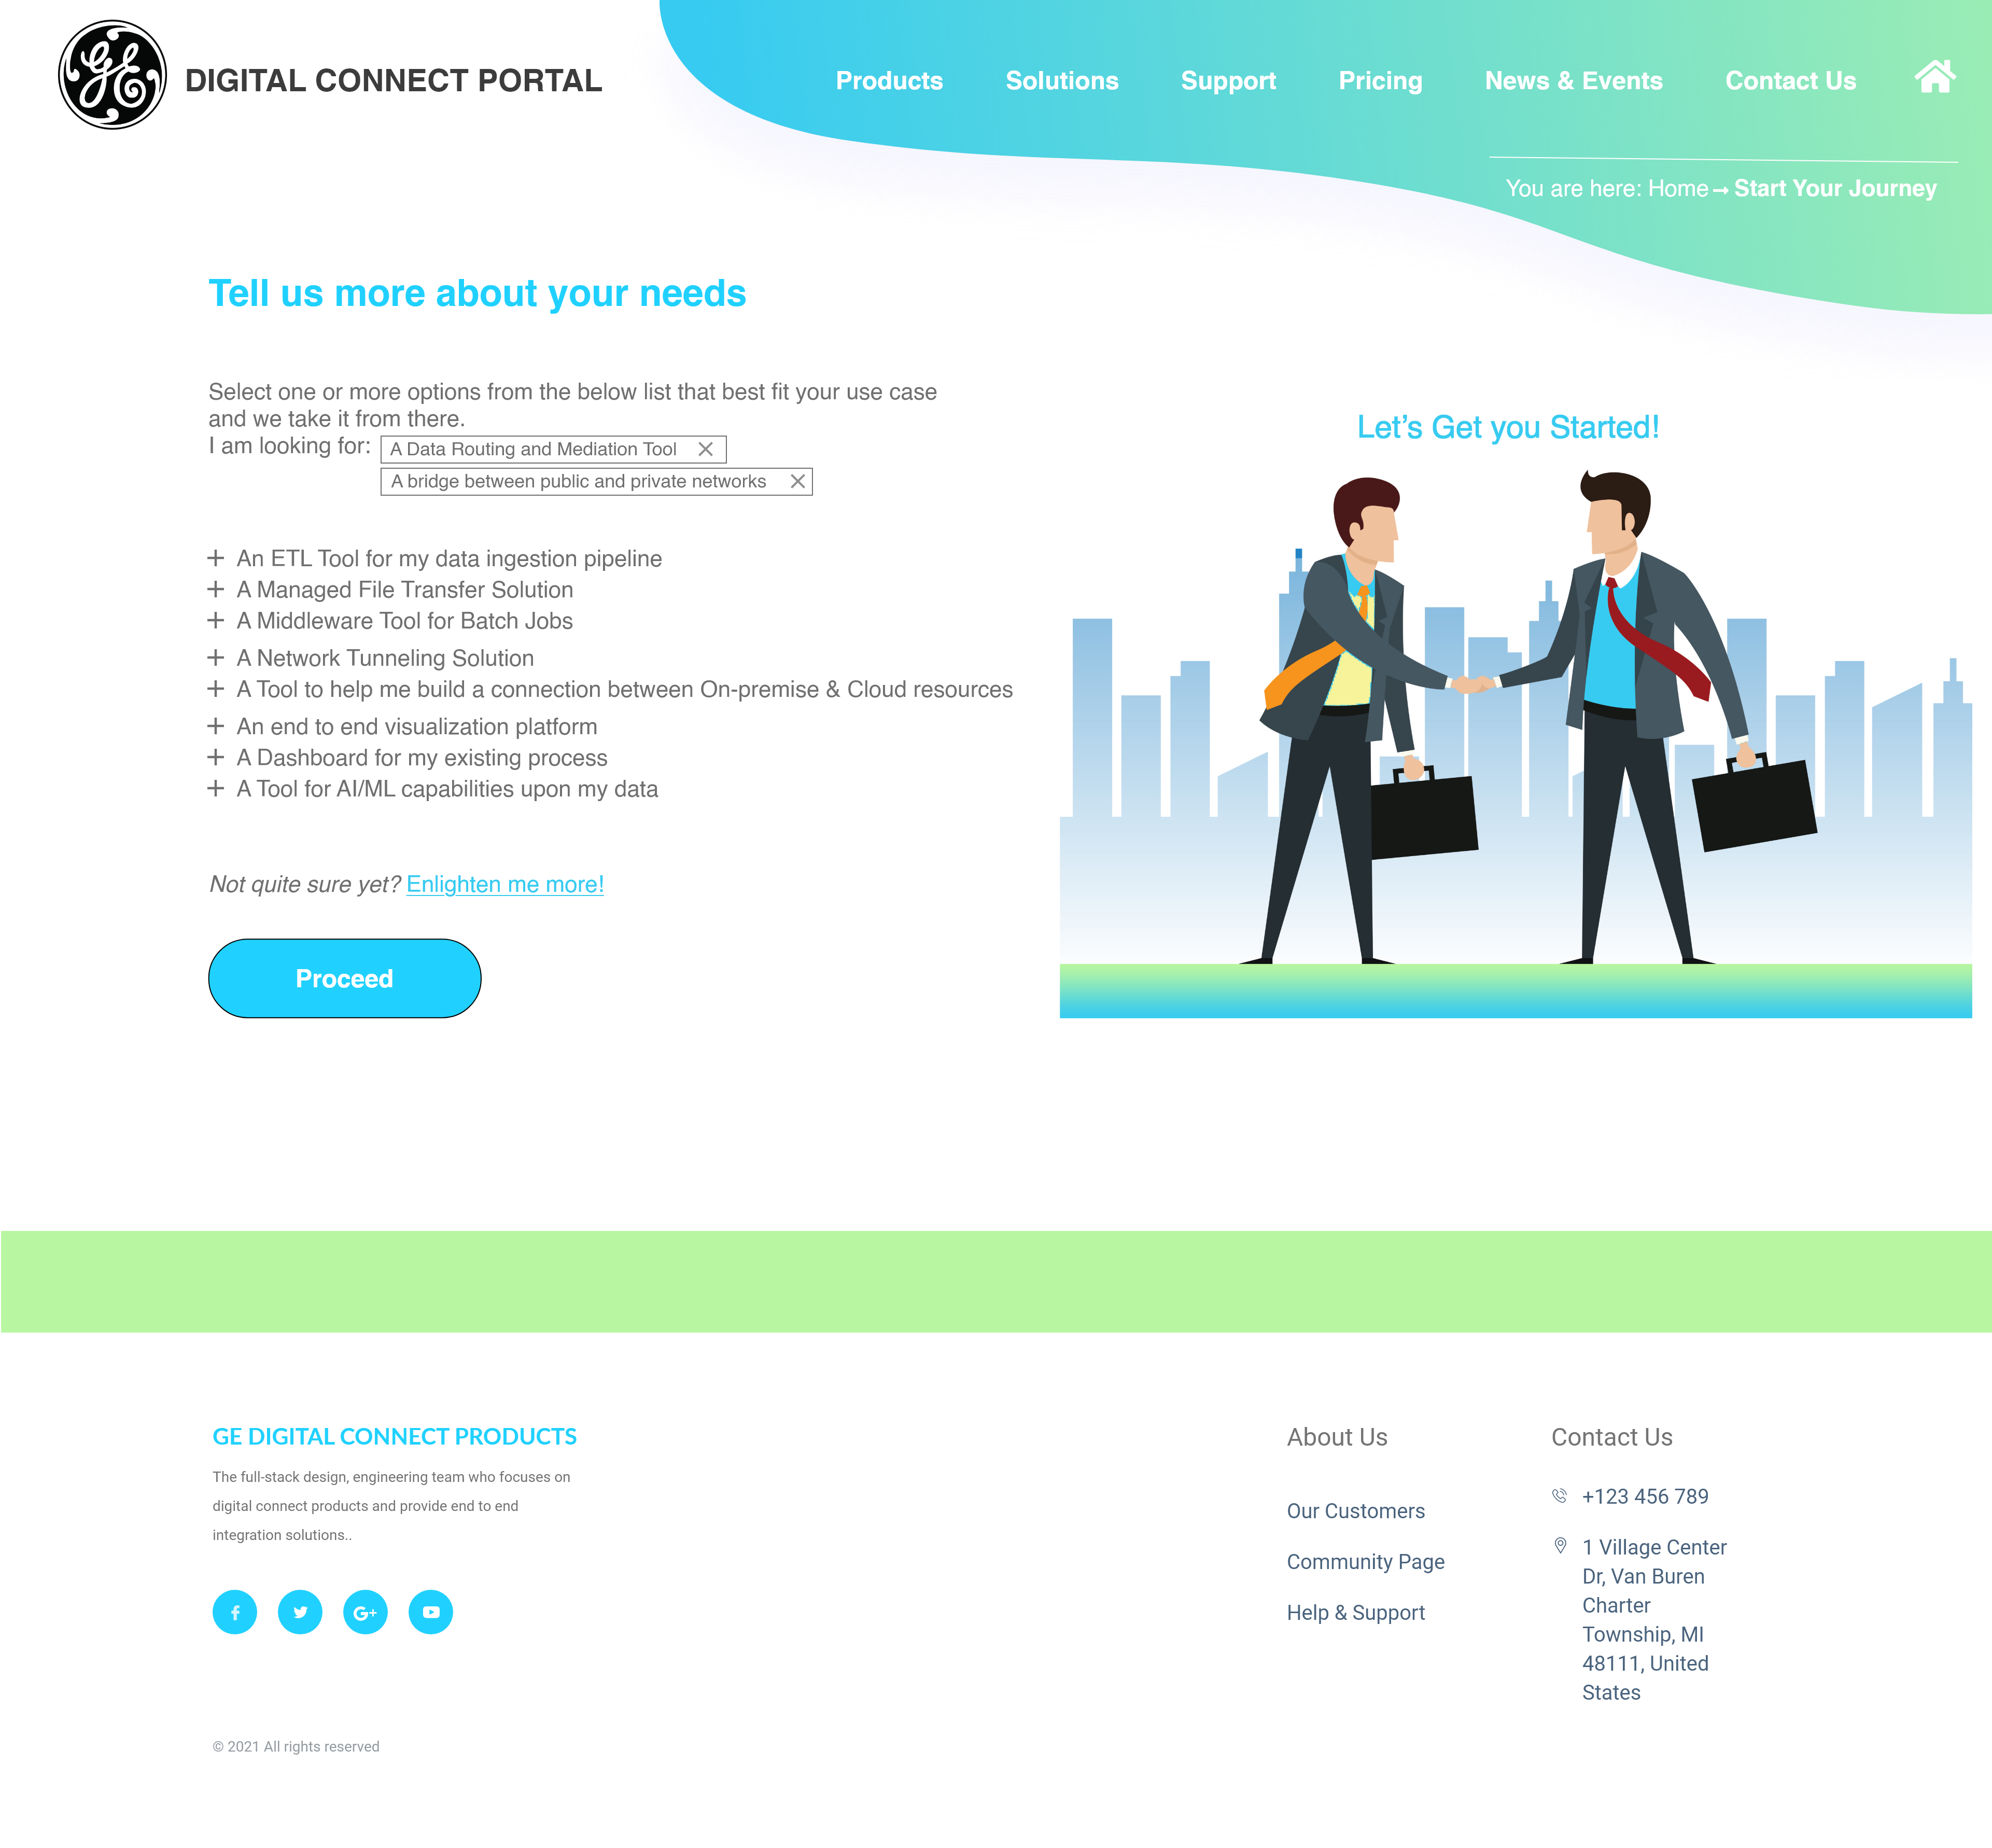 GE
DIGITAL CONNECT PORTAL
Products
Solutions
Support
Pricing
News & Events
Contact Us
You are here: Home → Start Your Journey
Tell us more about your needs
Select one or more options from the below list that best fit your use case
and we take it from there.
I am looking for:
A Data Routing and Mediation Tool
A bridge between public and private networks
An ETL Tool for my data ingestion pipeline
A Managed File Transfer Solution
A Middleware Tool for Batch Jobs
A Network Tunneling Solution
A Tool to help me build a connection between On-premise & Cloud resources
An end to end visualization platform
A Dashboard for my existing process
A Tool for AI/ML capabilities upon my data
Not quite sure yet? Enlighten me more!
Proceed
Let's Get you Started!
GE DIGITAL CONNECT PRODUCTS
The full-stack design, engineering team who focuses on
digital connect products and provide end to end
integration solutions..
© 2021 All rights reserved
About Us
Our Customers
Community Page
Help & Support
Contact Us
+123 456 789
1 Village Center
Dr, Van Buren
Charter
Township, MI
48111, United
States